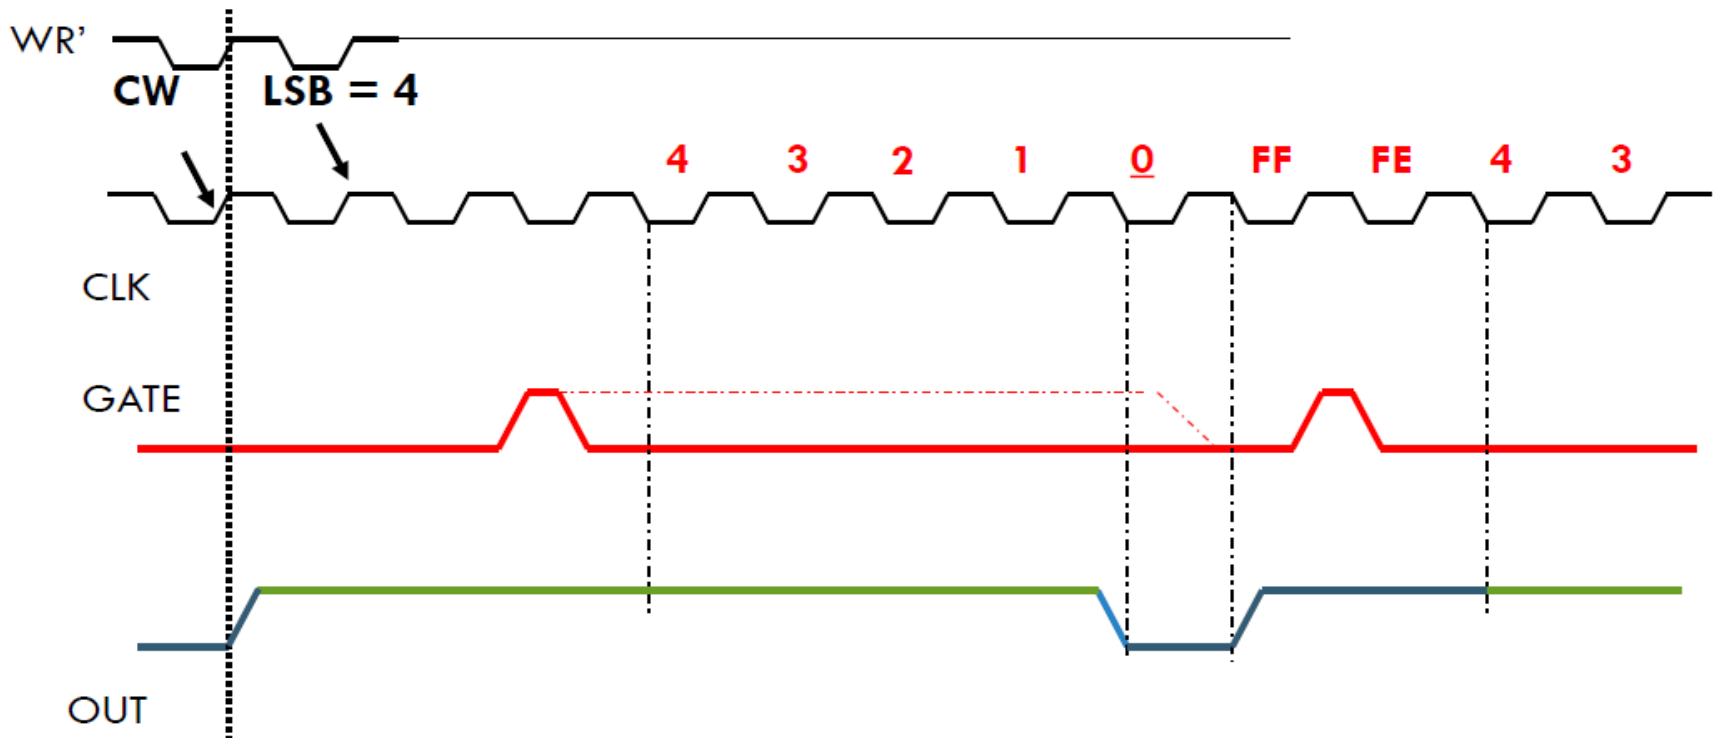 WR’
CW LSB = 4
4 3 2 1 0 FF FE 4 3
CLK
GATE
OUT